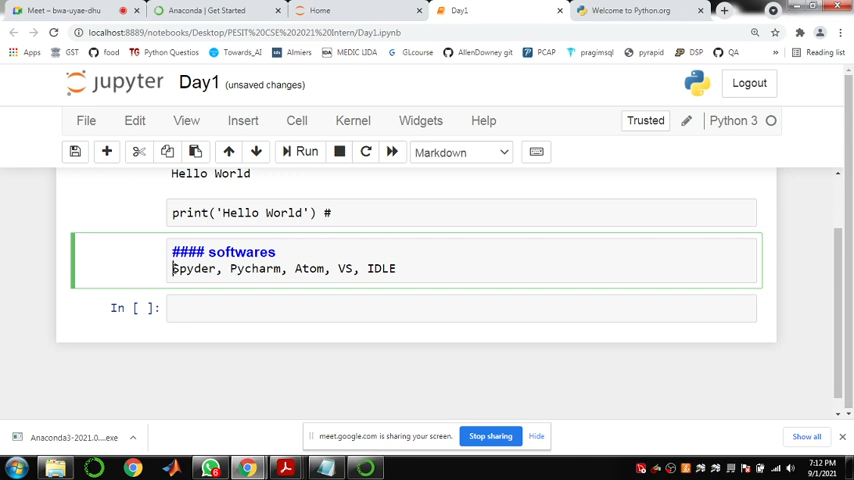 Meet – bwa-uyae-dhu
Anaconda | Get Started
Home
Day1
Welcome to Python.org
localhost:8889/notebooks/Desktop/PESIT%20CSE%202021%20Intern/Day1.ipynb
Apps GST food Python Questios Towards_AI Almiers MEDIC LIDA GLcourse AllenDowney git PCAP pragimsql pyrapid DSP QA » Reading list
jupyter Day1 (unsaved changes) Logout
File Edit View Insert Cell Kernel Widgets Help Trusted Python 3
Run Markdown
Hello World
print('Hello World') #
#### softwares
Spyder, Pycharm, Atom, VS, IDLE
In [ ]:
Anaconda3-2021.0....exe
meet.google.com is sharing your screen. Stop sharing Hide
Show all
6
7:12 PM
9/1/2021